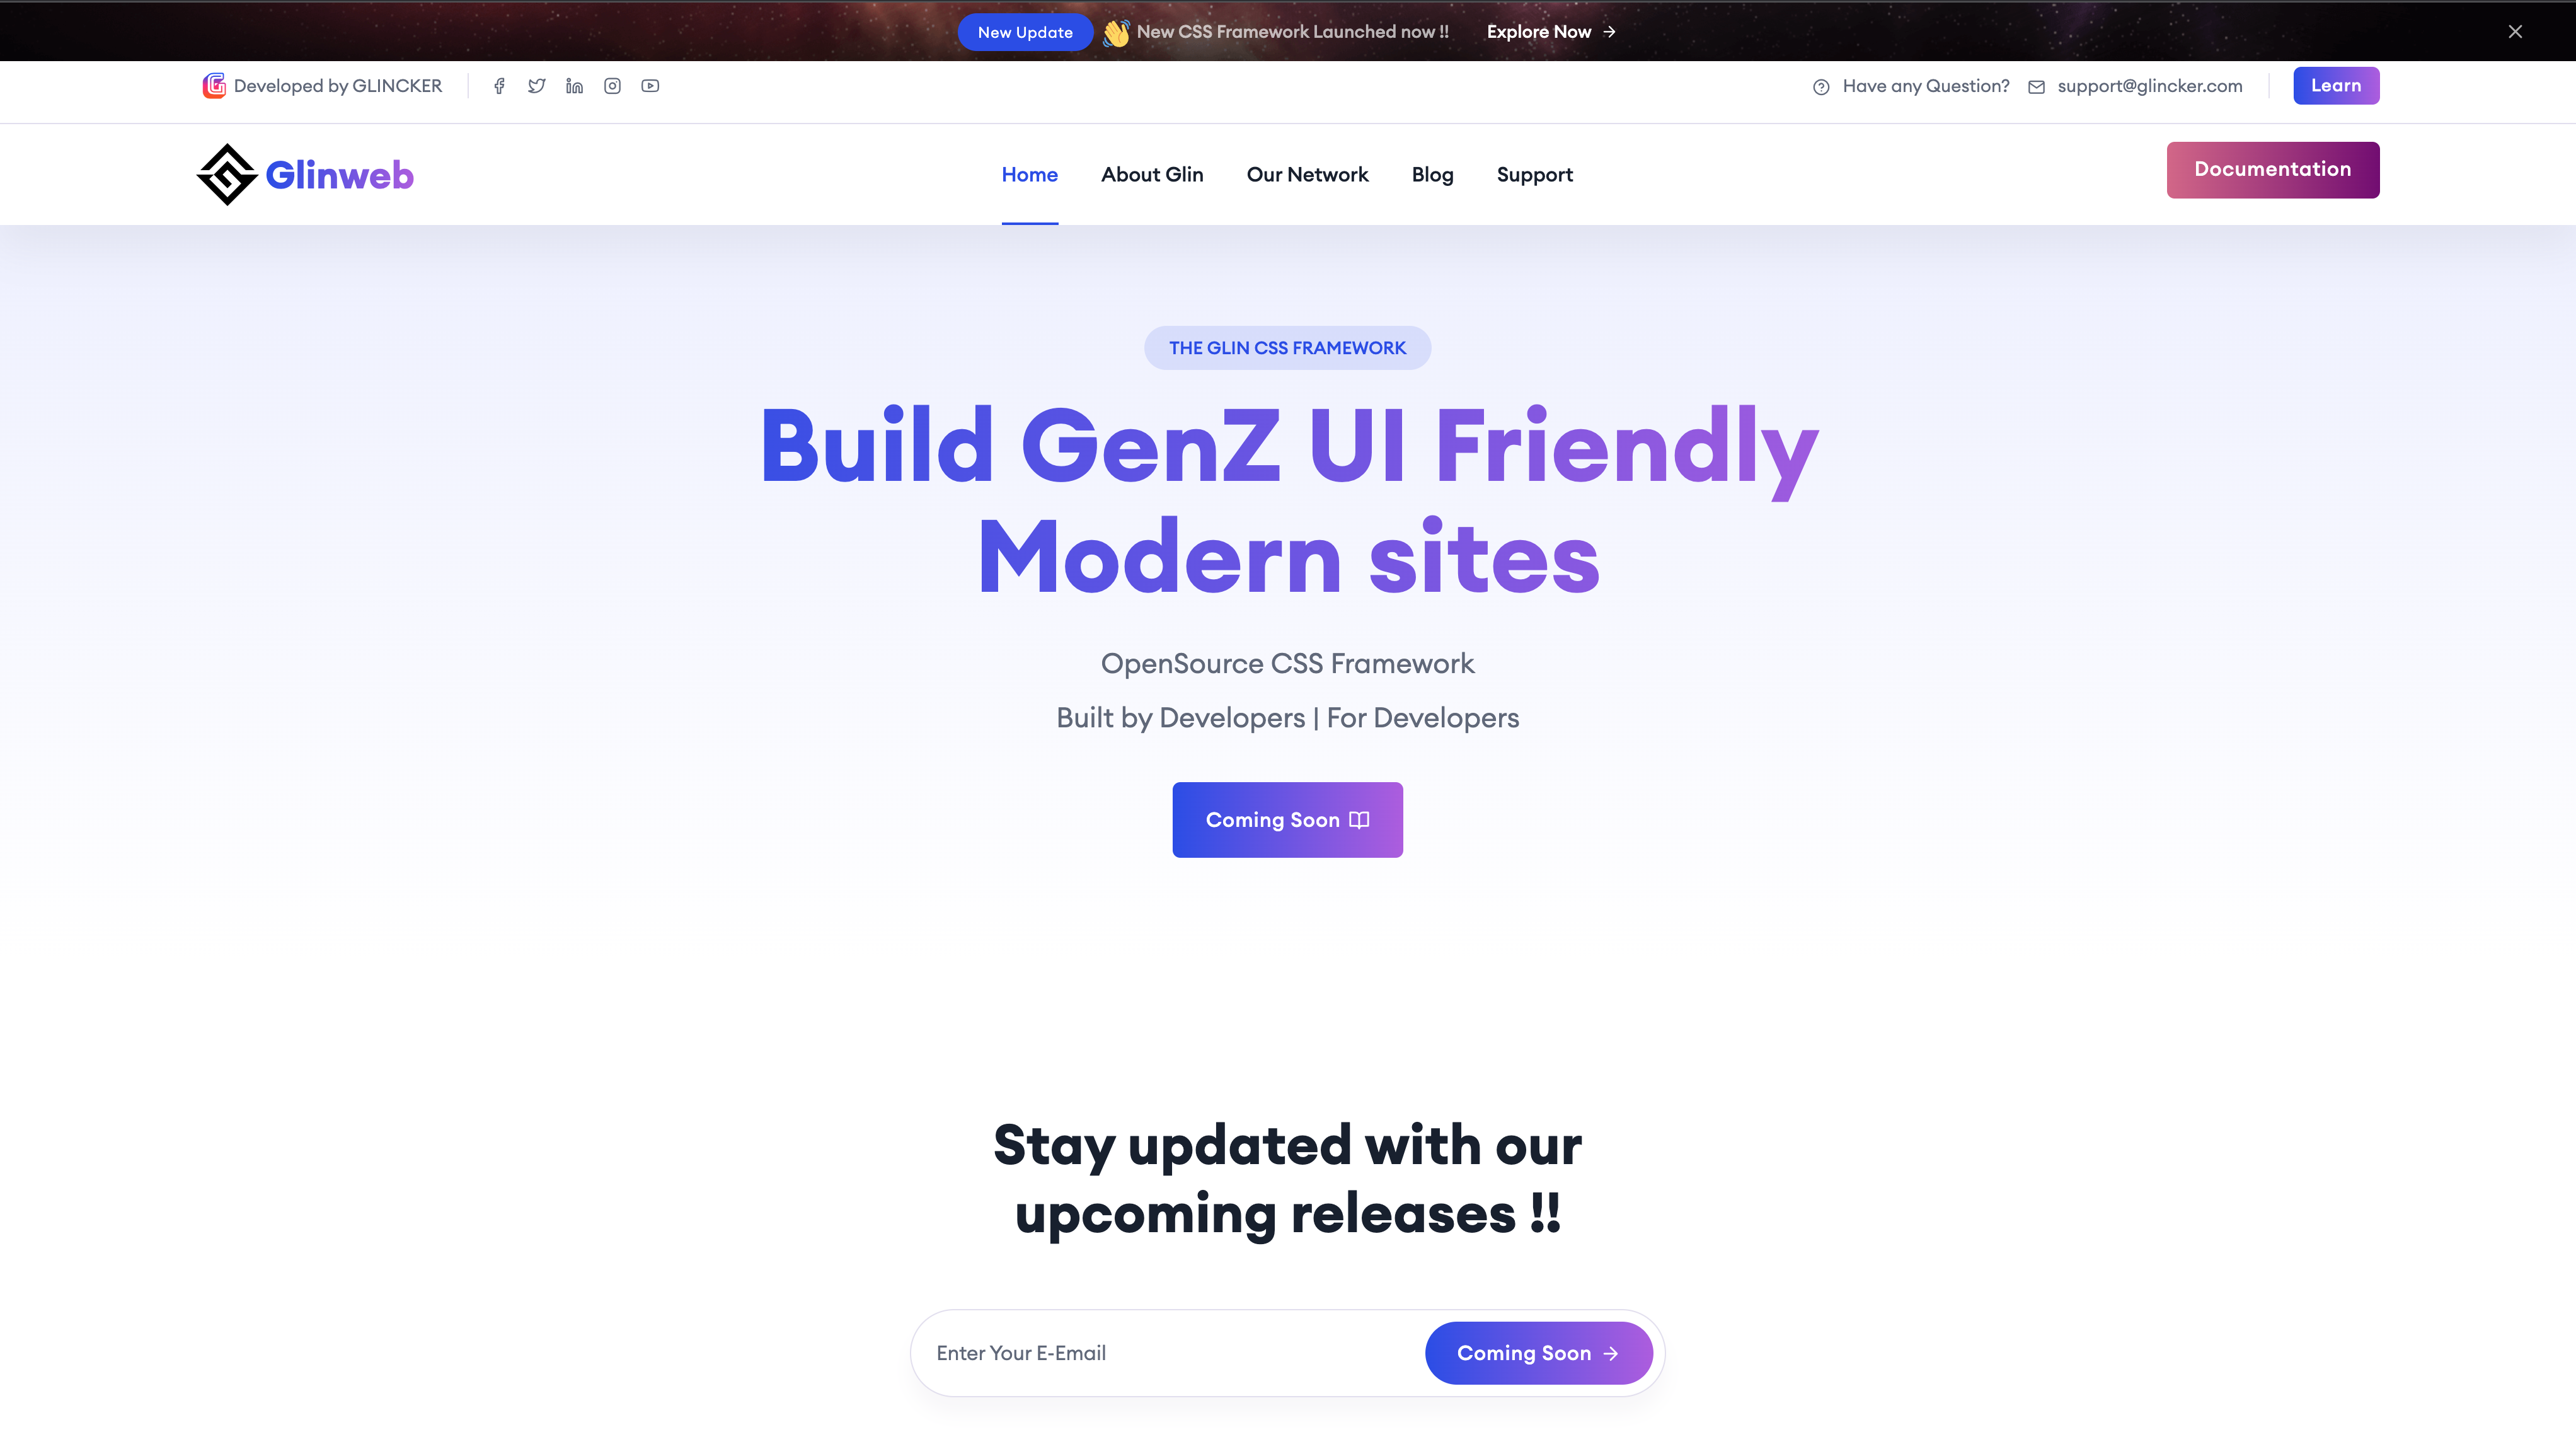 New Update 👋 New CSS Framework Launched now !! Explore Now →
Developed by GLINCKER Have any Question? support@glincker.com Learn
Glinweb Home About Glin Our Network Blog Support Documentation
THE GLIN CSS FRAMEWORK
Build GenZ UI Friendly
Modern sites
OpenSource CSS Framework
Built by Developers | For Developers
Coming Soon
Stay updated with our
upcoming releases !!
Enter Your E-Email Coming Soon →